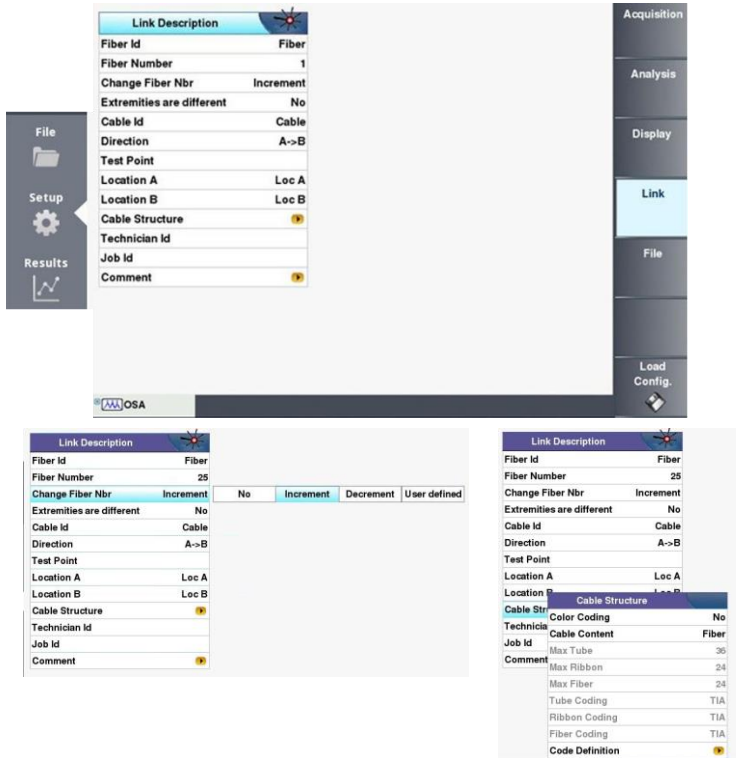 File
Setup
Results
Link Description
Fiber Id Fiber
Fiber Number 1
Change Fiber Nbr Increment
Extremities are different No
Cable Id Cable
Direction A->B
Test Point
Location A Loc A
Location B Loc B
Cable Structure
Technician Id
Job Id
Comment
OSA
Acquisition
Analysis
Display
Link
File
Load
Config.
Link Description
Fiber Id Fiber
Fiber Number 25
Change Fiber Nbr Increment No Increment Decrement User defined
Extremities are different No
Cable Id Cable
Direction A->B
Test Point
Location A Loc A
Location B Loc B
Cable Structure
Technician Id
Job Id
Comment
Link Description
Fiber Id Fiber
Fiber Number 25
Change Fiber Nbr Increment
Extremities are different No
Cable Id Cable
Direction A->B
Test Point
Location A Loc A
Location
Cable Str
Technicia
Job Id
Comment
Cable Structure
Color Coding No
Cable Content Fiber
Max Tube 36
Max Ribbon 24
Max Fiber 24
Tube Coding TIA
Ribbon Coding TIA
Fiber Coding TIA
Code Definition